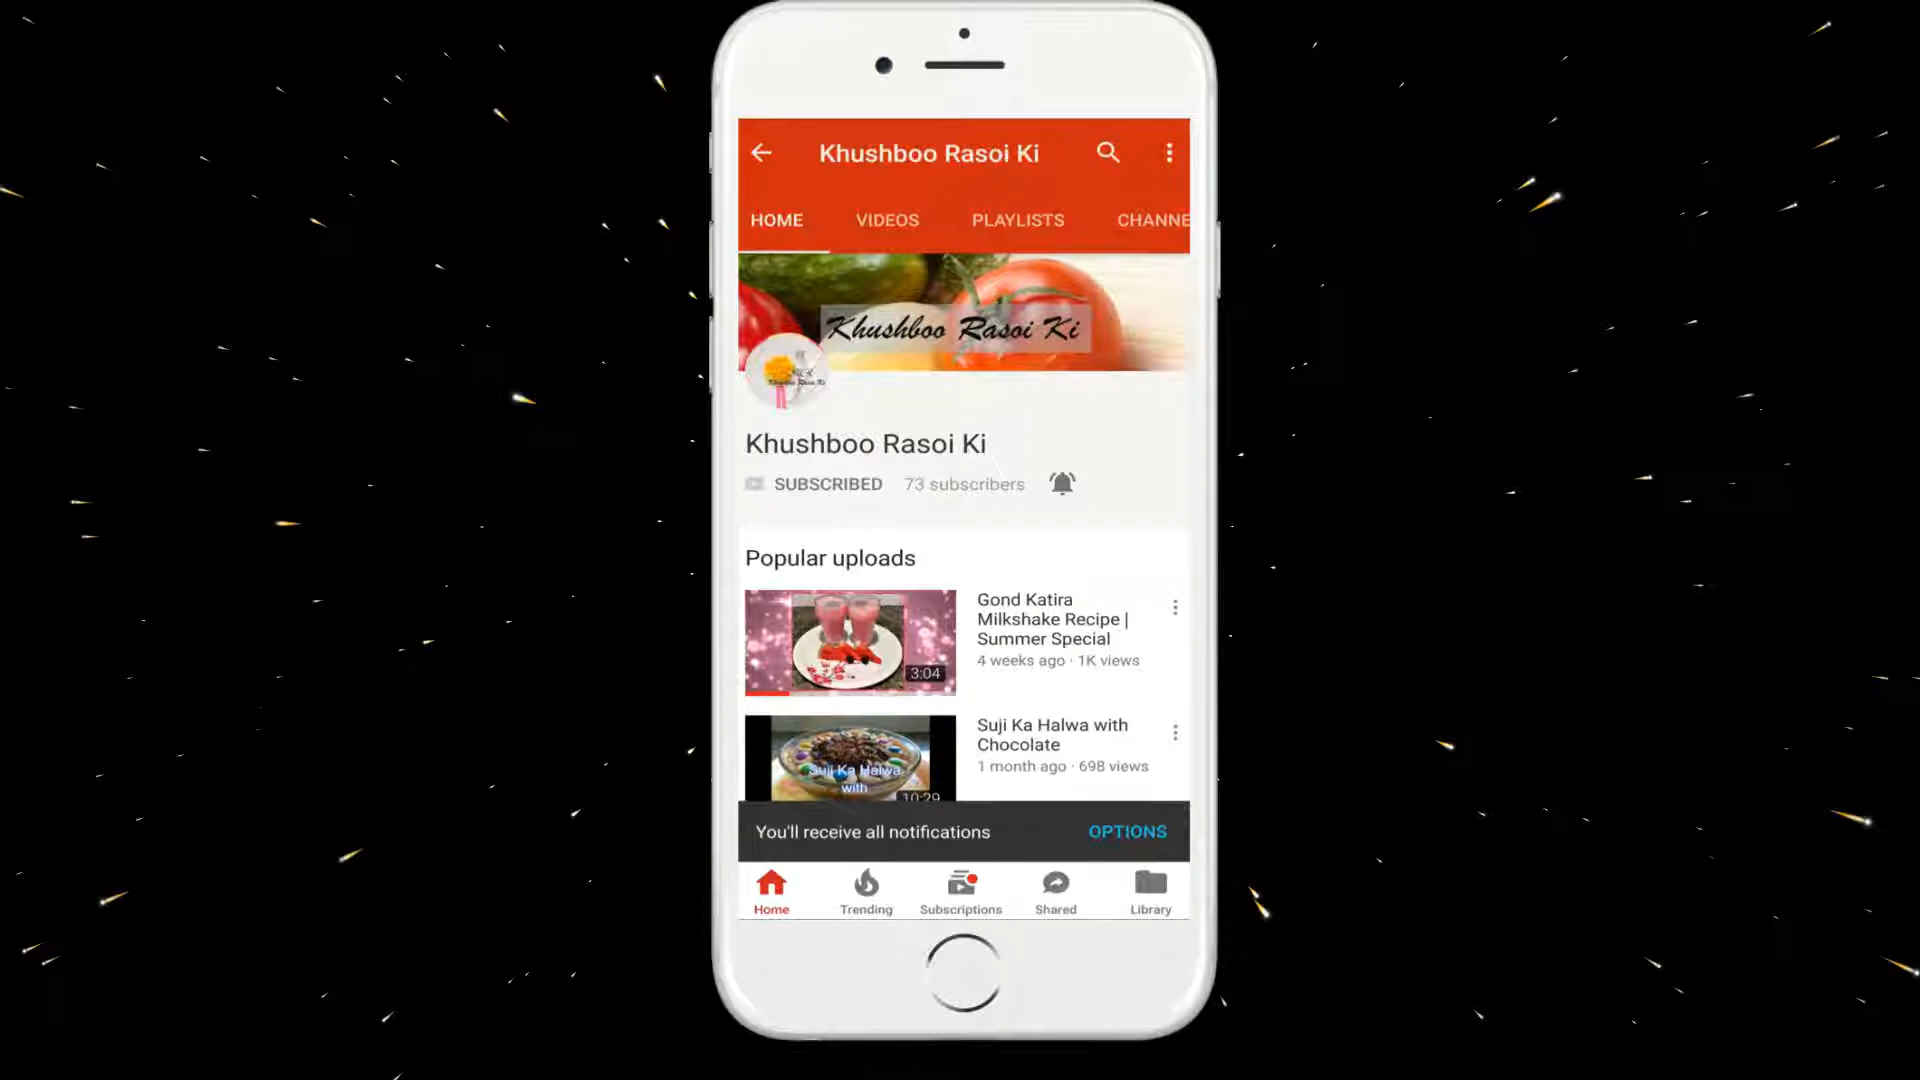 Khushboo Rasoi Ki
HOME VIDEOS PLAYLISTS CHANNE
Khushboo Rasoi Ki
Khushboo Rasoi Ki
SUBSCRIBED 73 subscribers
Popular uploads
Gond Katira
Milkshake Recipe |
Summer Special
4 weeks ago · 1K views
3:04
Suji Ka Halwa with
Chocolate
1 month ago · 698 views
Suji Ka Halwa
with
10:29
You'll receive all notifications OPTIONS
Home Trending Subscriptions Shared Library